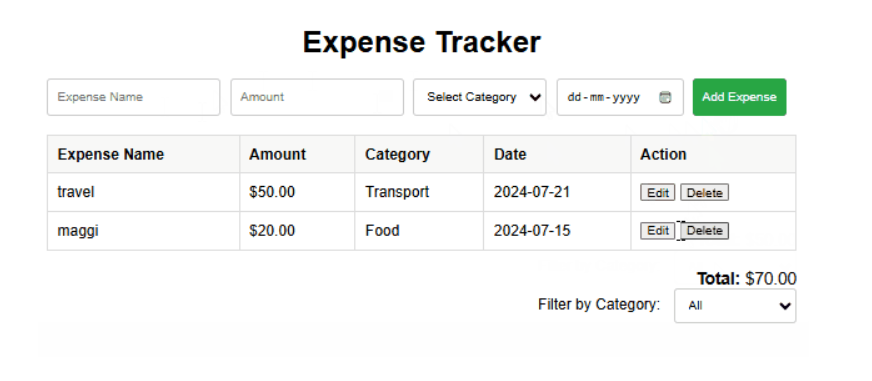 Expense Tracker
Expense Name Amount Select Category dd-mm-yyyy Add Expense
Expense Name Amount Category Date Action
travel $50.00 Transport 2024-07-21 Edit Delete
maggi $20.00 Food 2024-07-15 Edit Delete
Total: $70.00
Filter by Category: All